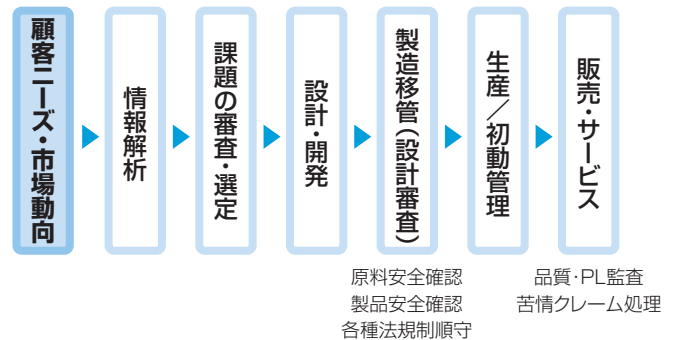 顧客ニーズ・市場動向
情報解析
課題の審査・選定
設計・開発
製造移管(設計審査)
生産/初動管理
販売・サービス
原料安全確認
製品安全確認
各種法規制順守
品質・PL監査
苦情クレーム処理